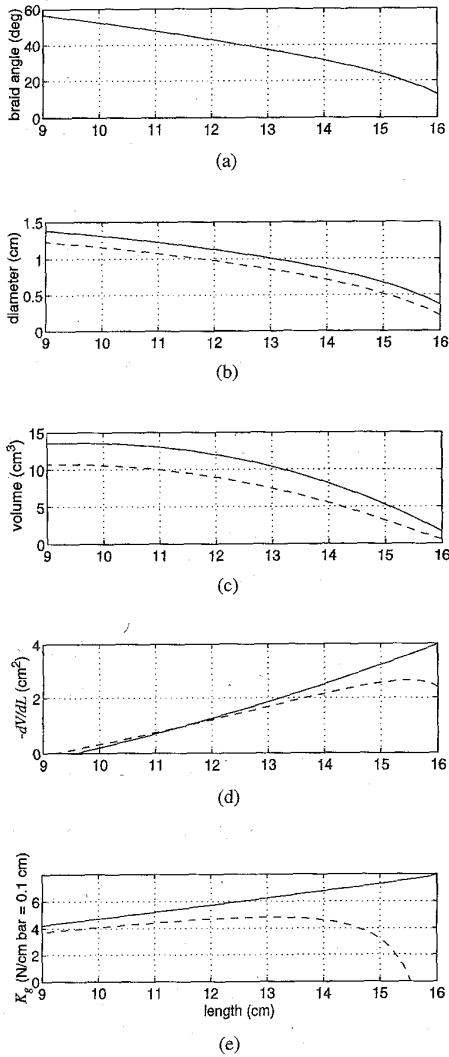 braid angle (deg)
60
40
20
0
9 10 11 12 13 14 15 16
(a)
diameter (cm)
1.5
1
0.5
0
9 10 11 12 13 14 15 16
(b)
volume (cm³)
15
10
5
0
9 10 11 12 13 14 15 16
(c)
-dV/dL (cm²)
4
2
0
9 10 11 12 13 14 15 16
(d)
Kg (N/cm bar = 0.1 cm)
6
4
2
0
9 10 11 12 13 14 15 16
length (cm)
(e)